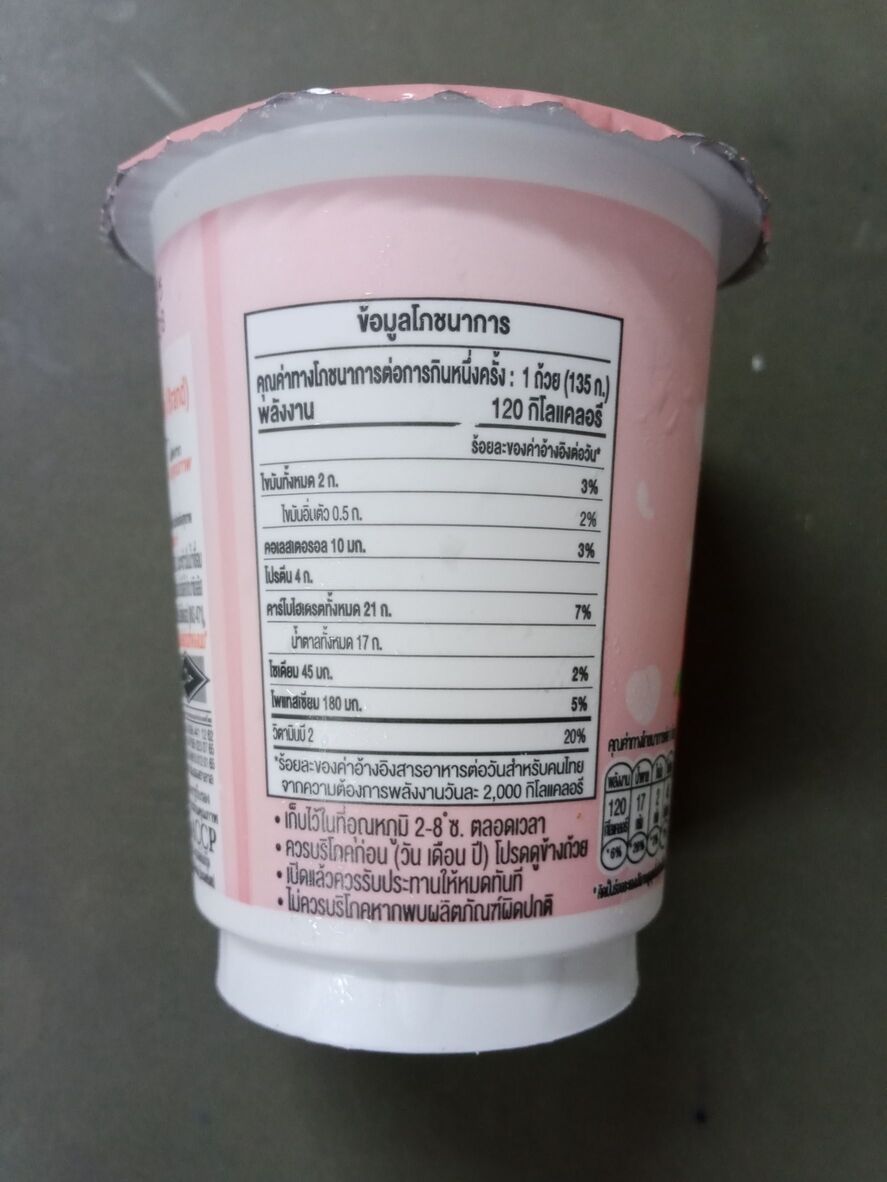 ข้อมูลโภชนาการ
คุณค่าทางโภชนาการต่อการกินหนึ่งครั้ง : 1 ถ้วย (135 ก.)
พลังงาน 120 กิโลแคลอรี
ร้อยละของค่าอ้างอิงต่อวัน*
ไขมันทั้งหมด 2 ก. 3%
ไขมันอิ่มตัว 0.5 ก. 2%
คอเลสเตอรอล 10 มก. 3%
โปรตีน 4 ก.
คาร์โบไฮเดรตทั้งหมด 21 ก. 7%
น้ำตาลทั้งหมด 17 ก.
โซเดียม 45 มก. 2%
โพแทสเซียม 180 มก. 5%
วิตามินบี 2 20%
*ร้อยละของค่าอ้างอิงสารอาหารต่อวันสำหรับคนไทย
จากความต้องการพลังงานวันละ 2,000 กิโลแคลอรี
• เก็บไว้ในที่อุณหภูมิ 2-8 ํซ. ตลอดเวลา
• ควรบริโภคก่อน (วัน เดือน ปี) โปรดดูข้างถ้วย
• เปิดแล้วควรรับประทานให้หมดทันที
• ไม่ควรบริโภคหากพบผลิตภัณฑ์ผิดปกติ
พลังงาน
120 17
กิโลแคลอรี
*6%